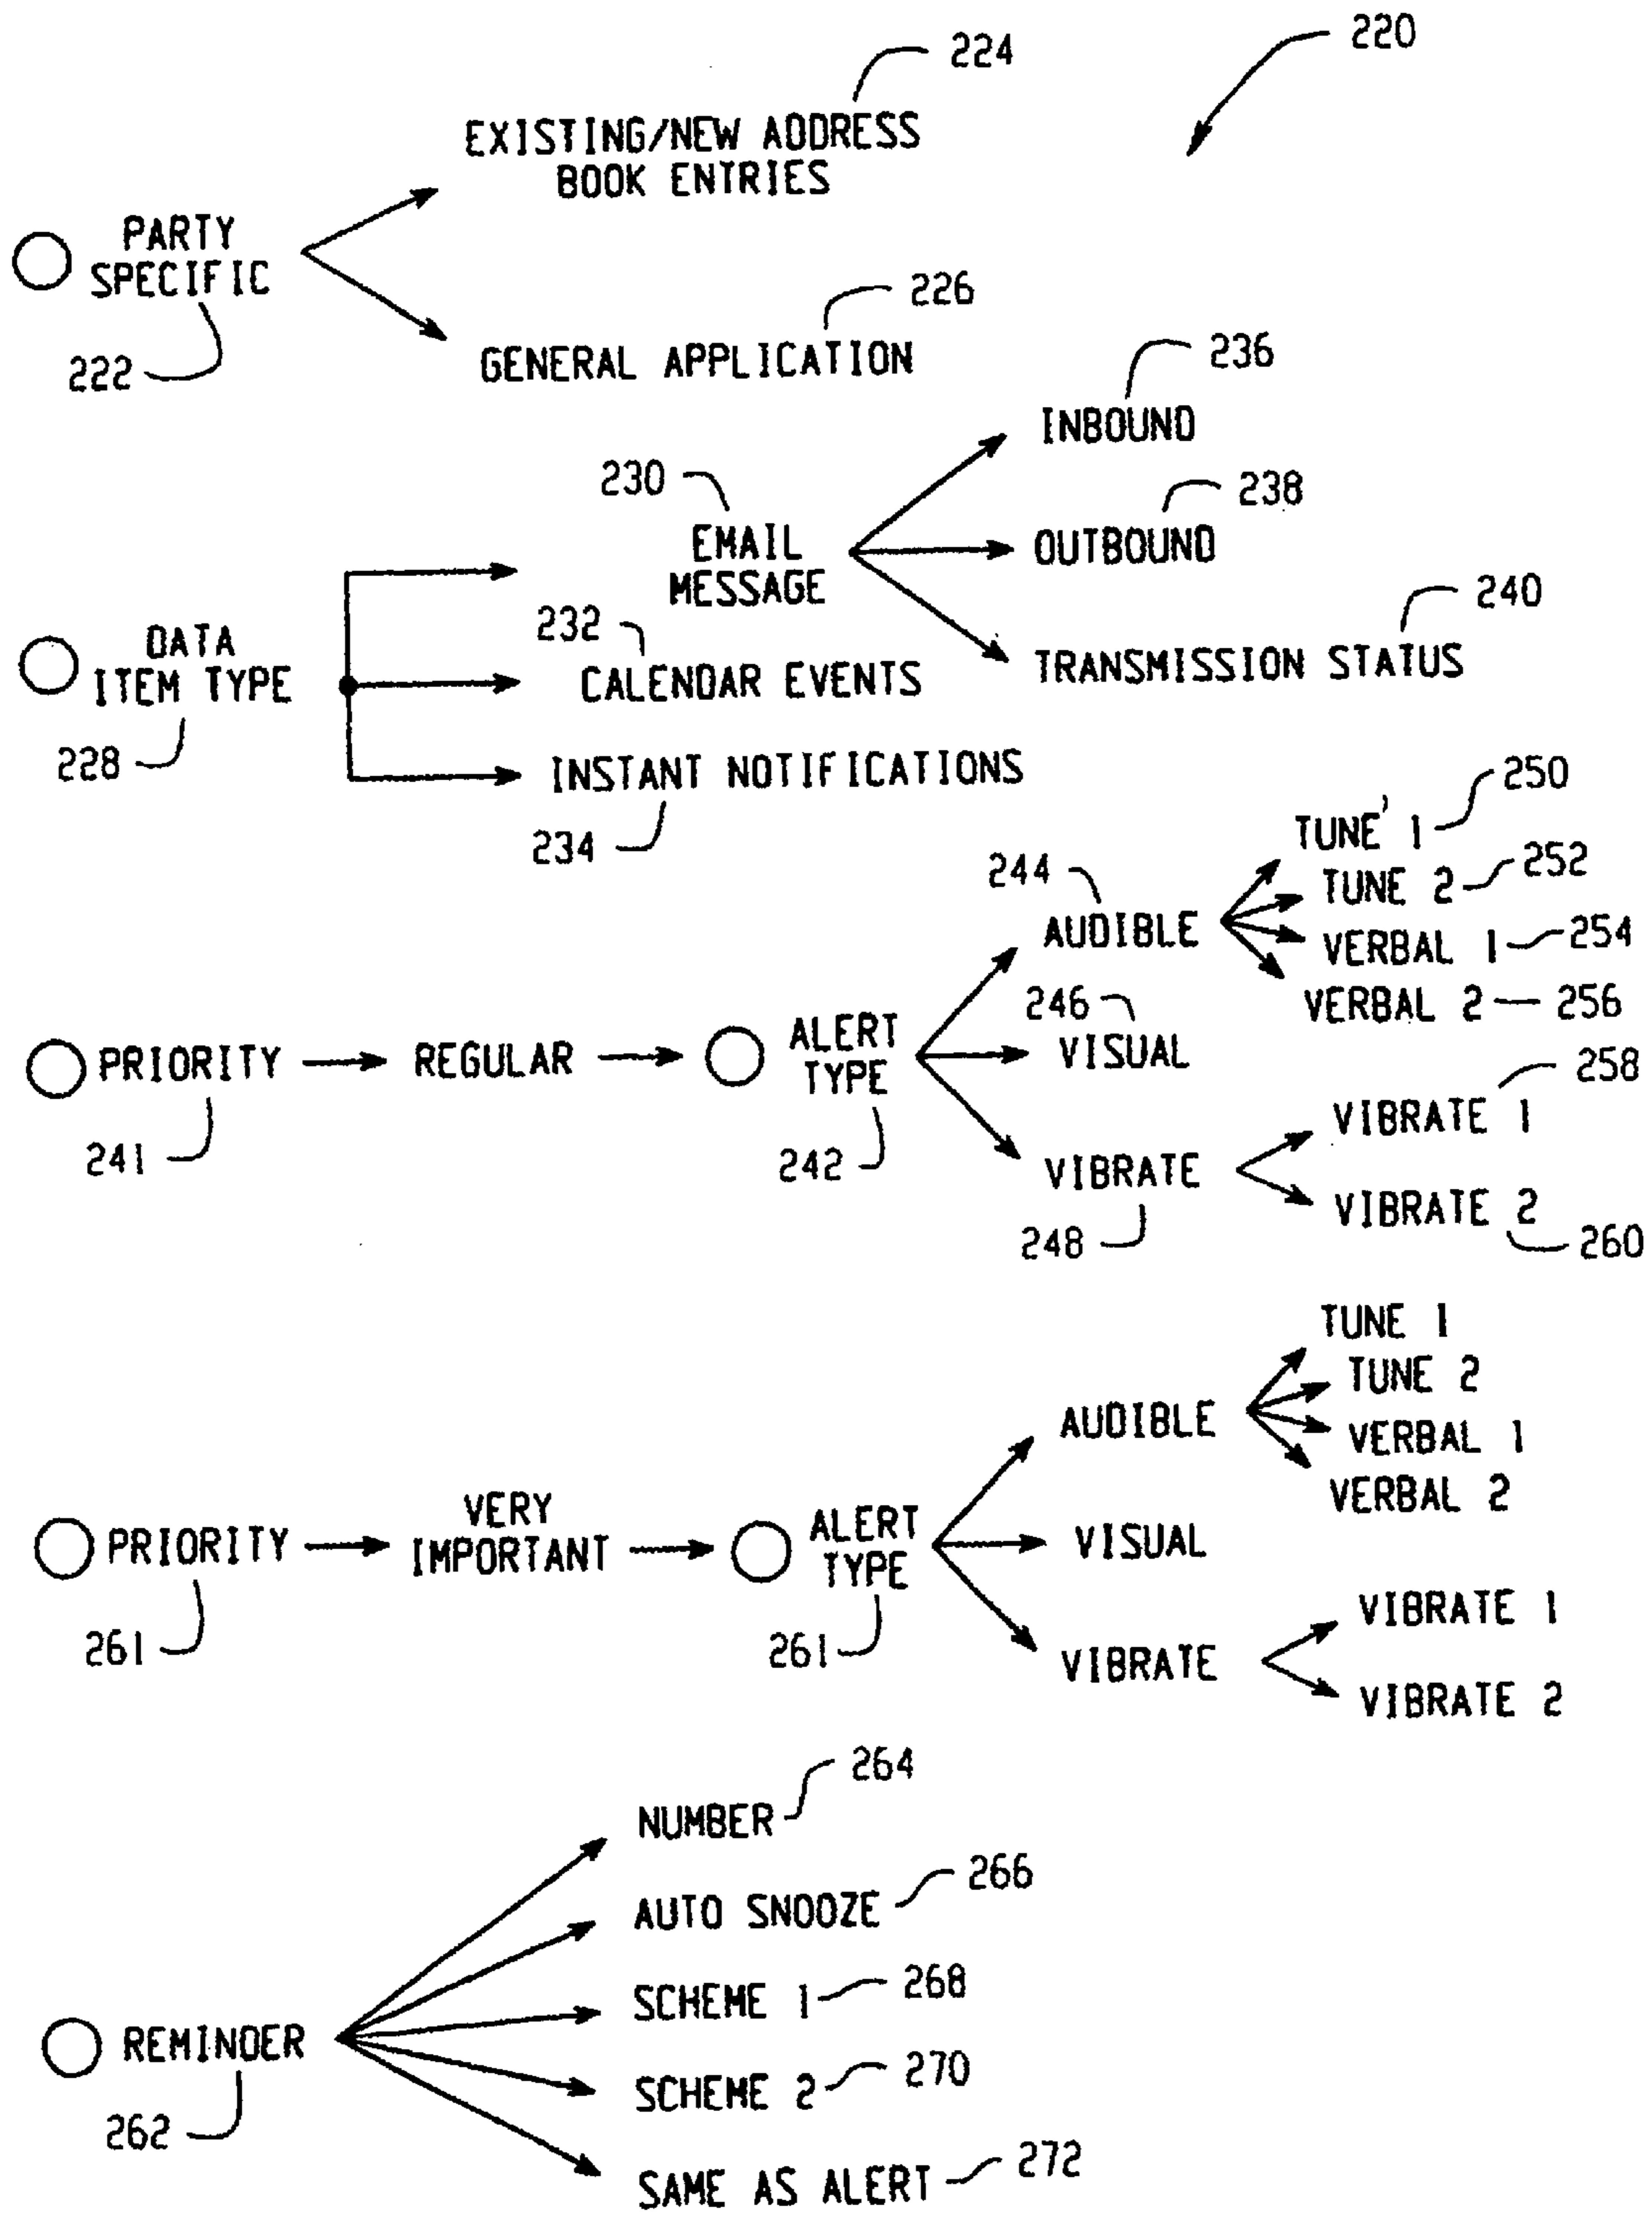 220
224
EXISTING/NEW ADDRESS
BOOK ENTRIES
PARTY
SPECIFIC
222
226
GENERAL APPLICATION
236
INBOUND
230
EMAIL
MESSAGE
238
OUTBOUND
240
TRANSMISSION STATUS
DATA
ITEM TYPE
228
232
CALENDAR EVENTS
INSTANT NOTIFICATIONS
234
TUNE 1
250
TUNE 2
252
244
AUDIBLE
VERBAL 1
254
VERBAL 2
256
246
VISUAL
PRIORITY
241
REGULAR
ALERT
TYPE
242
258
VIBRATE 1
VIBRATE
248
VIBRATE 2
260
TUNE 1
TUNE 2
AUDIBLE
VERBAL 1
VERBAL 2
PRIORITY
261
VERY
IMPORTANT
ALERT
TYPE
261
VISUAL
VIBRATE 1
VIBRATE
VIBRATE 2
264
NUMBER
266
AUTO SNOOZE
SCHEME 1
268
REMINDER
262
SCHEME 2
270
SAME AS ALERT
272